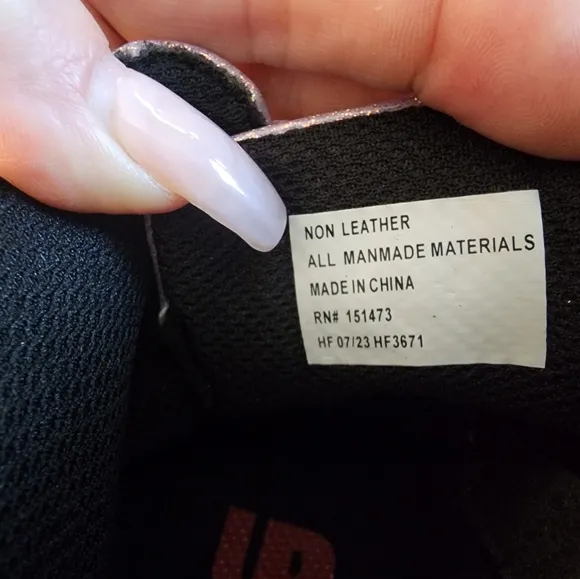 NON LEATHER
ALL MANMADE MATERIALS
MADE IN CHINA
RN# 151473
HF 07/23 HF3671